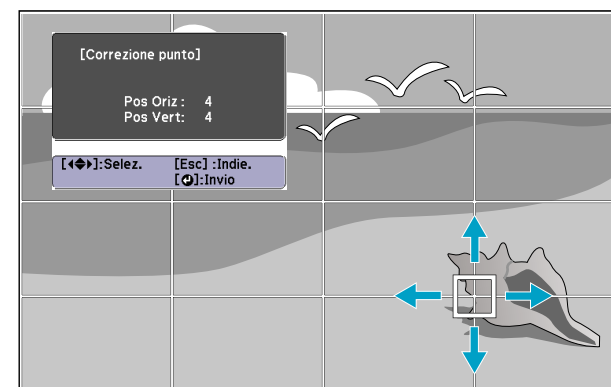 [Correzione punto]
Pos Oriz : 4
Pos Vert: 4
[◀◆▶]:Selez. [Esc] :Indie.
[↵]:Invio